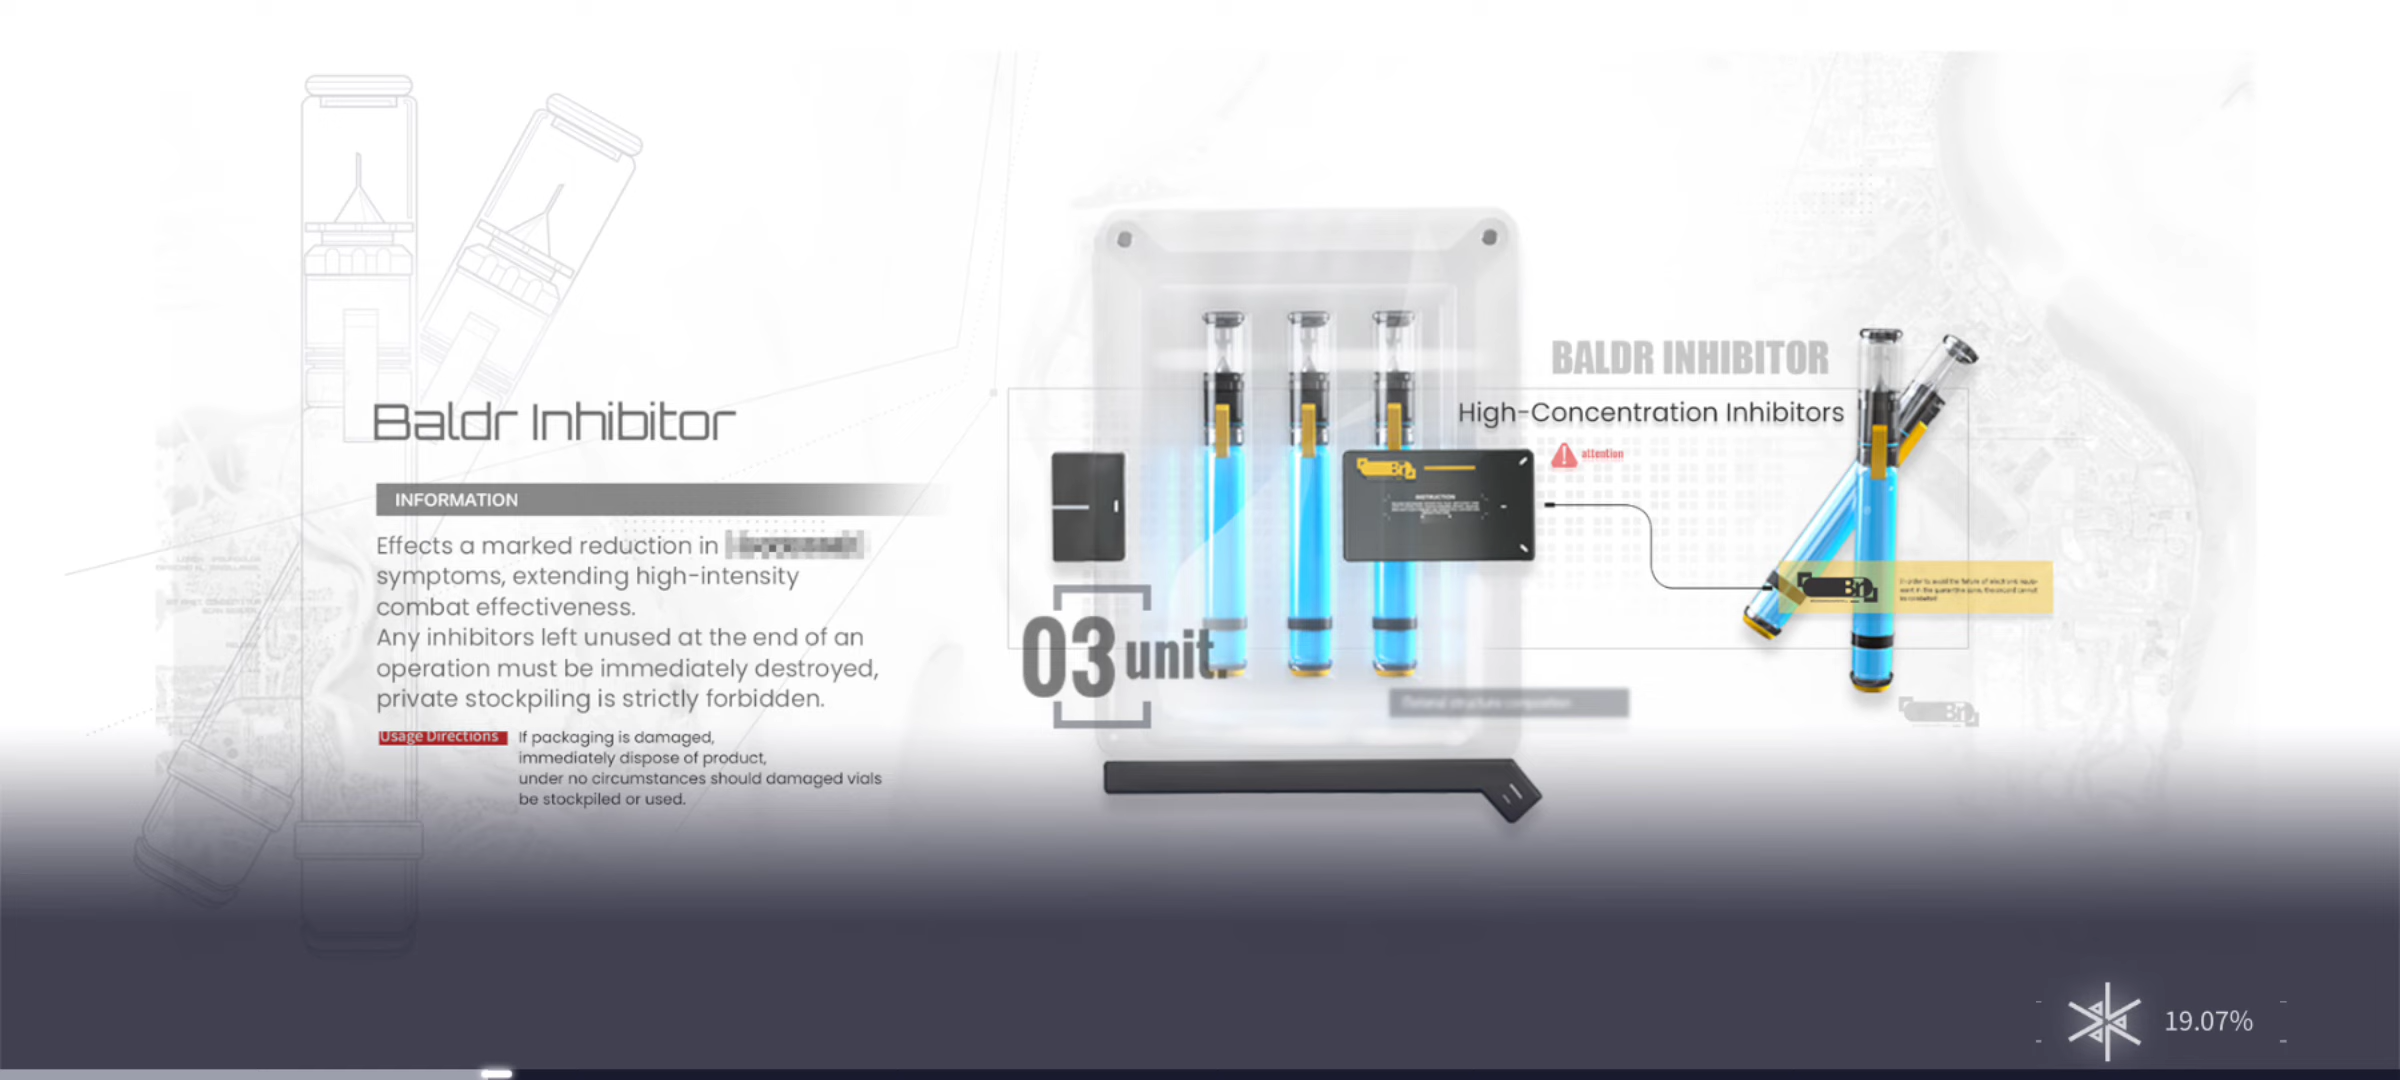 Baldr Inhibitor
INFORMATION
Effects a marked reduction in
symptoms, extending high-intensity
combat effectiveness.
Any inhibitors left unused at the end of an
operation must be immediately destroyed,
private stockpiling is strictly forbidden.
Usage Directions
If packaging is damaged,
immediately dispose of product,
under no circumstances should damaged vials
be stockpiled or used.
BALDR INHIBITOR
High-Concentration Inhibitors
attention
INSTRUCTION
03 unit.
19.07%